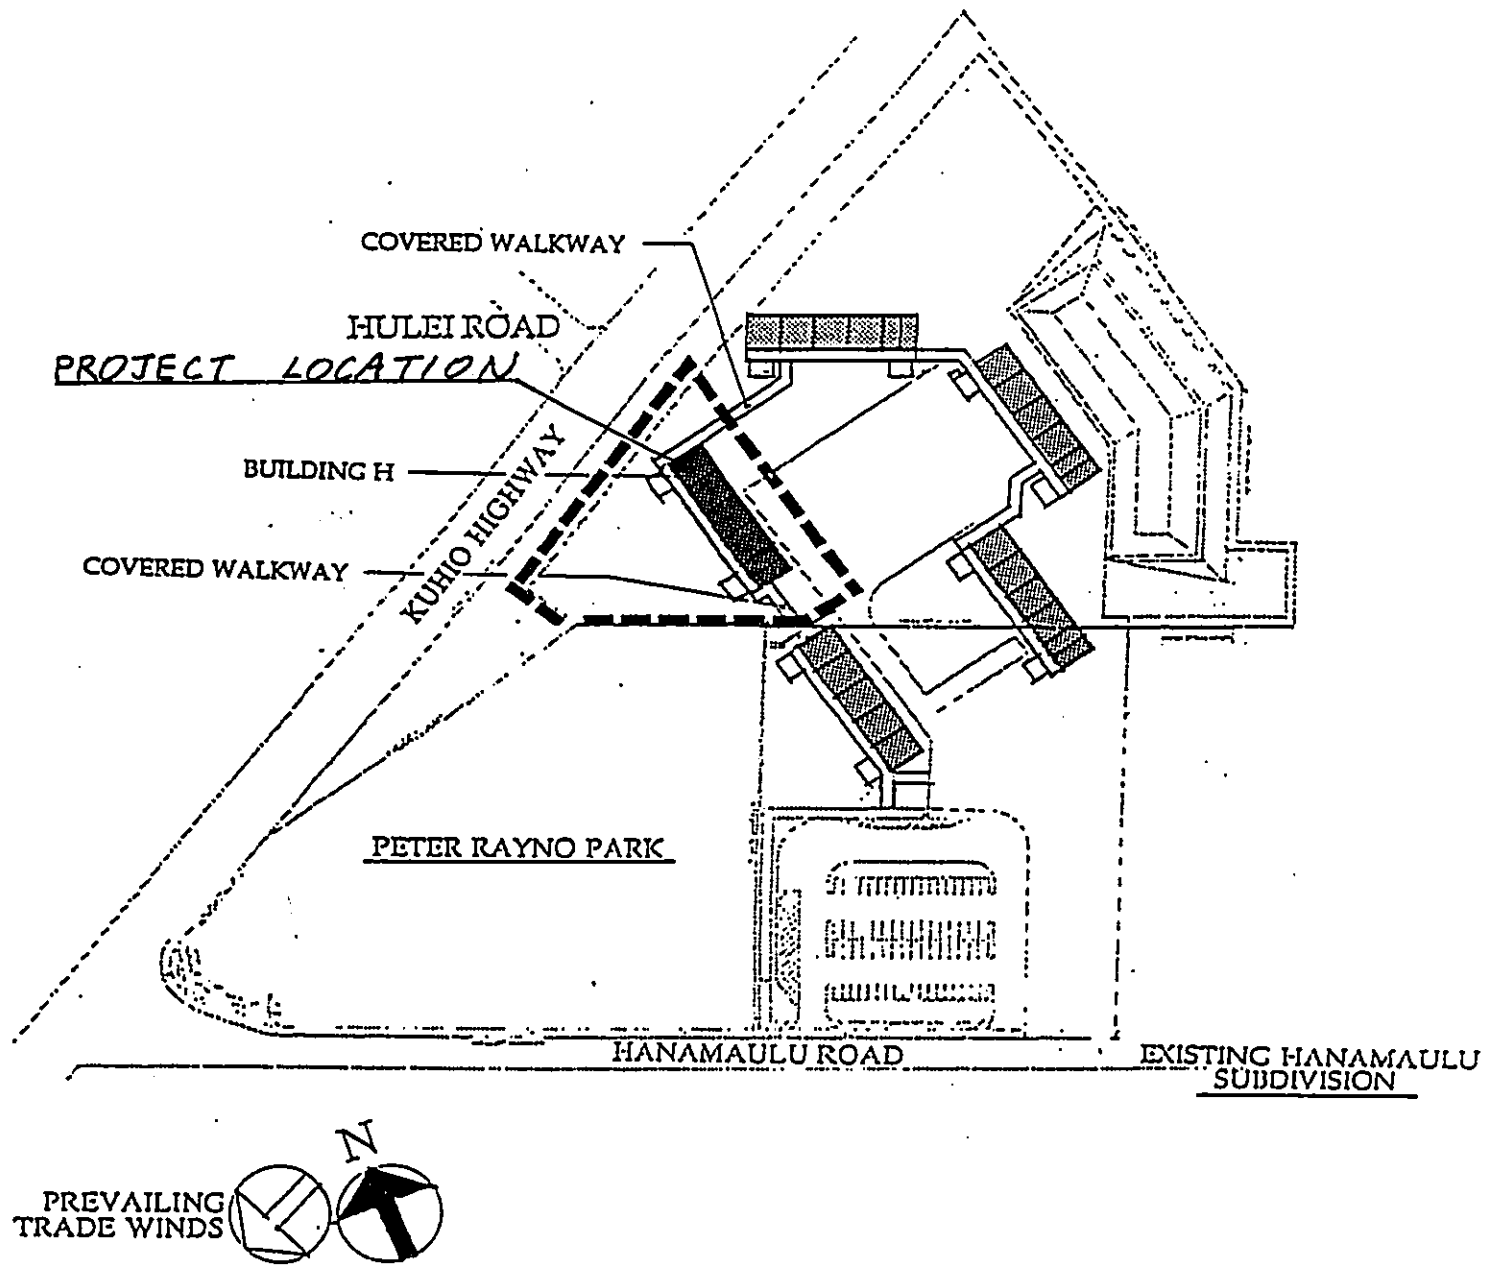 COVERED WALKWAY
HULEI ROAD
PROJECT LOCATION
BUILDING H
KUHIO HIGHWAY
COVERED WALKWAY
PETER RAYNO PARK
HANAMAULU ROAD
EXISTING HANAMAULU
SUBDIVISION
N
PREVAILING
TRADE WINDS